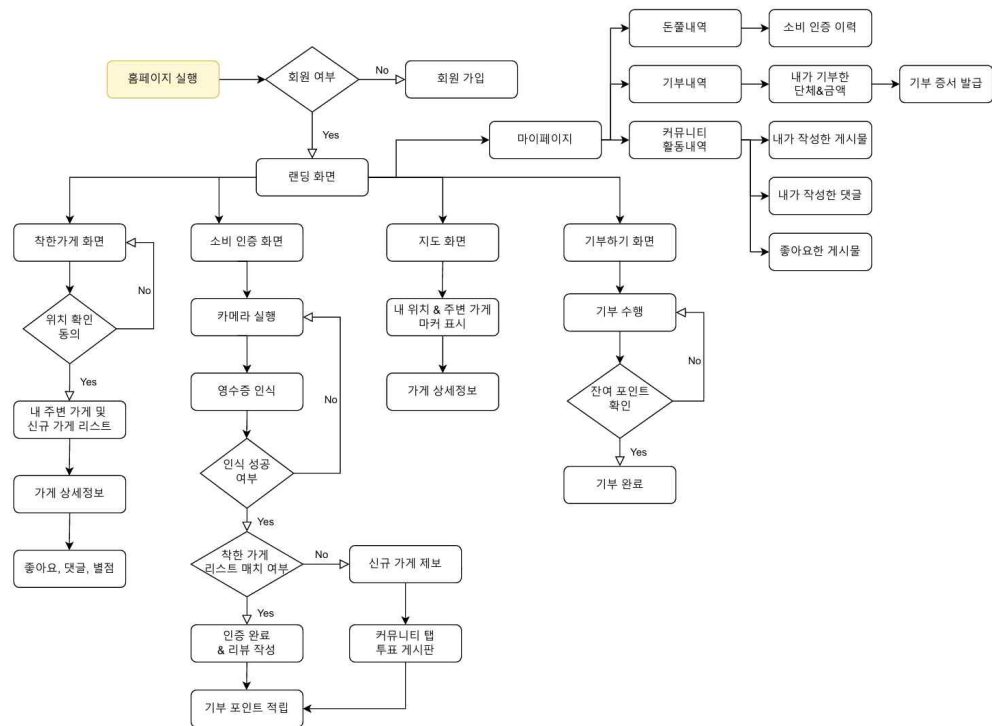 돈쭐내역
소비 인증 이력
홈페이지 실행
회원 여부
No
회원 가입
기부내역
내가 기부한
단체&금액
기부 증서 발급
Yes
마이페이지
커뮤니티
활동내역
내가 작성한 게시물
랜딩 화면
내가 작성한 댓글
착한가게 화면
소비 인증 화면
지도 화면
기부하기 화면
좋아요한 게시물
No
위치 확인
동의
카메라 실행
내 위치 & 주변 가게
마커 표시
기부 수행
No
Yes
영수증 인식
No
가게 상세정보
잔여 포인트
확인
내 주변 가게 및
신규 가게 리스트
Yes
인식 성공
여부
가게 상세정보
기부 완료
Yes
좋아요, 댓글, 별점
착한 가게
리스트 매치 여부
No
신규 가게 제보
Yes
인증 완료
& 리뷰 작성
커뮤니티 탭
투표 게시판
기부 포인트 적립